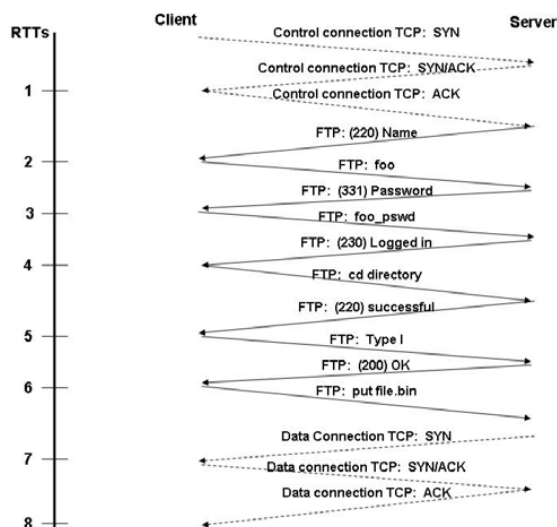 Client
Server
RTTs
Control connection TCP: SYN
Control connection TCP: SYN/ACK
1
Control connection TCP: ACK
FTP: (220) Name
2
FTP: foo
FTP: (331) Password
3
FTP: foo_pswd
FTP: (230) Logged in
4
FTP: cd directory
FTP: (220) successful
5
FTP: Type I
FTP: (200) OK
6
FTP: put file.bin
Data Connection TCP: SYN
7
Data connection TCP: SYN/ACK
Data connection TCP: ACK
8